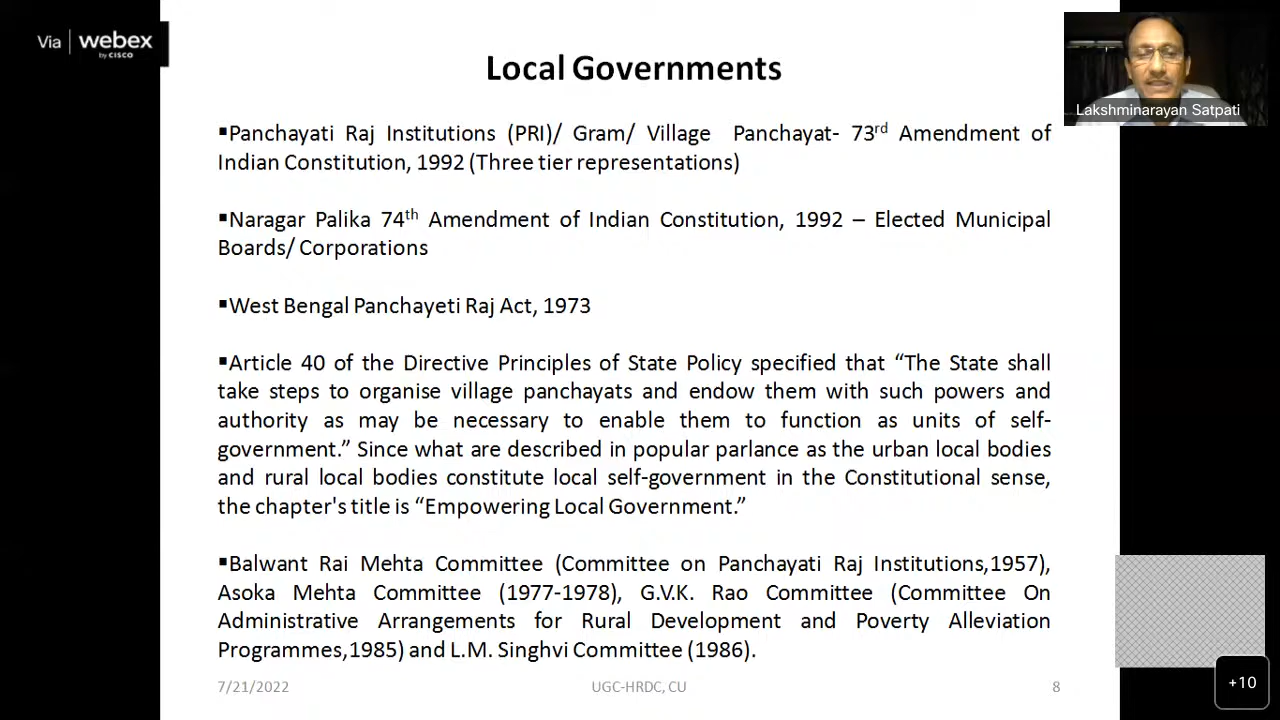 Via webex
by CISCO
Lakshminarayan Satpati
Local Governments
▪Panchayati Raj Institutions (PRI)/ Gram/ Village Panchayat- 73rd Amendment of
Indian Constitution, 1992 (Three tier representations)
▪Naragar Palika 74th Amendment of Indian Constitution, 1992 – Elected Municipal
Boards/ Corporations
▪West Bengal Panchayeti Raj Act, 1973
▪Article 40 of the Directive Principles of State Policy specified that “The State shall
take steps to organise village panchayats and endow them with such powers and
authority as may be necessary to enable them to function as units of self-
government.” Since what are described in popular parlance as the urban local bodies
and rural local bodies constitute local self-government in the Constitutional sense,
the chapter's title is “Empowering Local Government.”
▪Balwant Rai Mehta Committee (Committee on Panchayati Raj Institutions,1957),
Asoka Mehta Committee (1977-1978), G.V.K. Rao Committee (Committee On
Administrative Arrangements for Rural Development and Poverty Alleviation
Programmes,1985) and L.M. Singhvi Committee (1986).
7/21/2022 UGC-HRDC, CU 8
+10